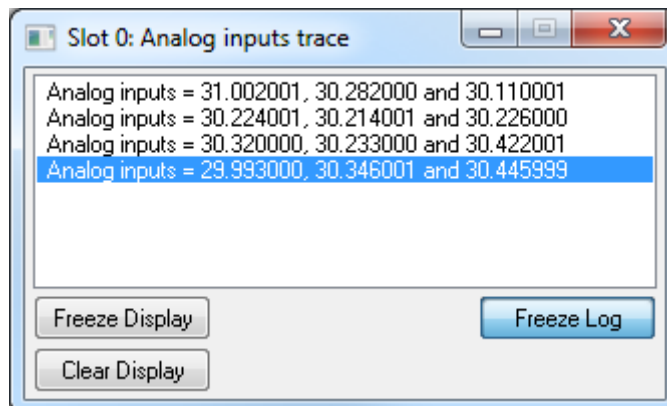 Slot 0: Analog inputs trace
Analog inputs = 31.002001, 30.282000 and 30.110001
Analog inputs = 30.224001, 30.214001 and 30.226000
Analog inputs = 30.320000, 30.233000 and 30.422001
Analog inputs = 29.993000, 30.346001 and 30.445999
Freeze Display
Freeze Log
Clear Display